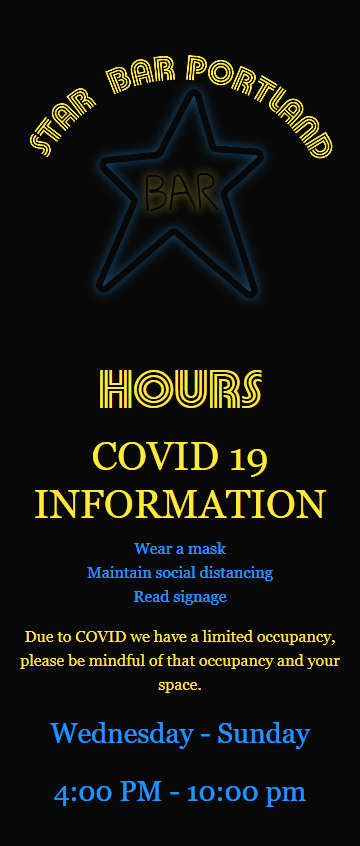 STAR BAR PORTLAND
BAR
HOURS
COVID 19
INFORMATION
Wear a mask
Maintain social distancing
Read signage
Due to COVID we have a limited occupancy,
please be mindful of that occupancy and your
space.
Wednesday - Sunday
4:00 PM - 10:00 pm